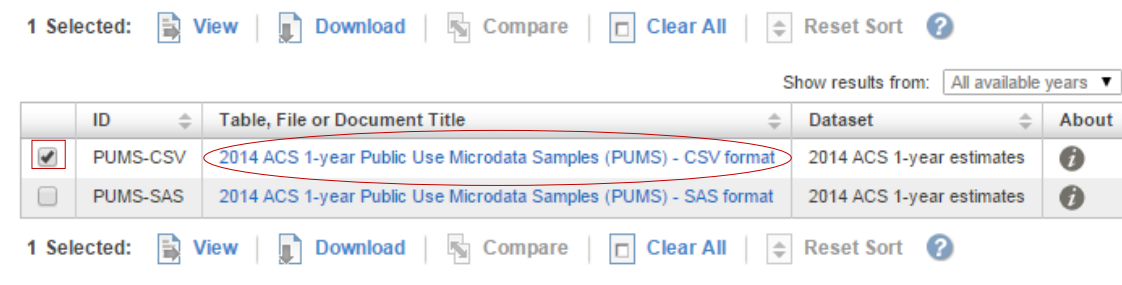 1 Selected: View Download Compare Clear All Reset Sort ?
Show results from: All available years ▼
ID Table, File or Document Title Dataset About
PUMS-CSV 2014 ACS 1-year Public Use Microdata Samples (PUMS) - CSV format 2014 ACS 1-year estimates i
PUMS-SAS 2014 ACS 1-year Public Use Microdata Samples (PUMS) - SAS format 2014 ACS 1-year estimates i
1 Selected: View Download Compare Clear All Reset Sort ?